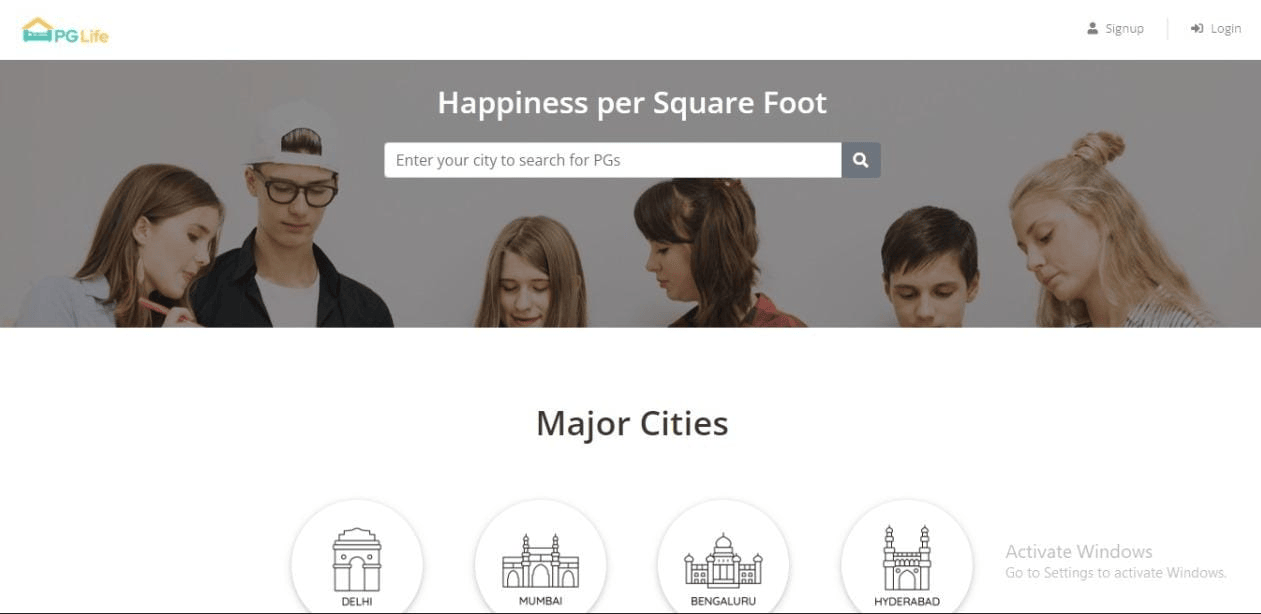 PG Life
Signup
Login
Happiness per Square Foot
Enter your city to search for PGs
Major Cities
DELHI
MUMBAI
BENGALURU
HYDERABAD
Activate Windows
Go to Settings to activate Windows.